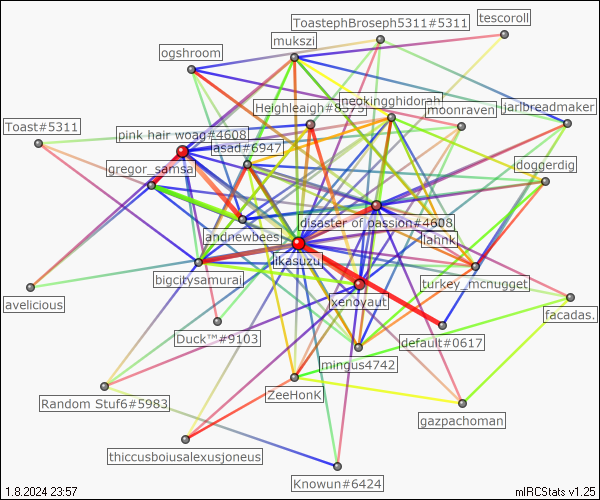 ToastephBroseph5311#5311
tescoroll
mukszi
ogshroom
neokingghidorah
Heighleaigh#8575
moonraven
jarlbreadmaker
Toast#5311
pink hair woag#4608
asad#6947
gregor_samsa
doggerdig
disaster of passion#4608
andnewbees
lahnk
ikasuzu
bigcitysamurai
turkey_mcnugget
xenoyaut
avelicious
facadas.
Duck™#9103
default#0617
mingus4742
ZeeHonK
Random Stuf6#5983
gazpachoman
thiccusboiusalexusjoneus
Knowun#6424
1.8.2024 23:57
mIRCStats v1.25